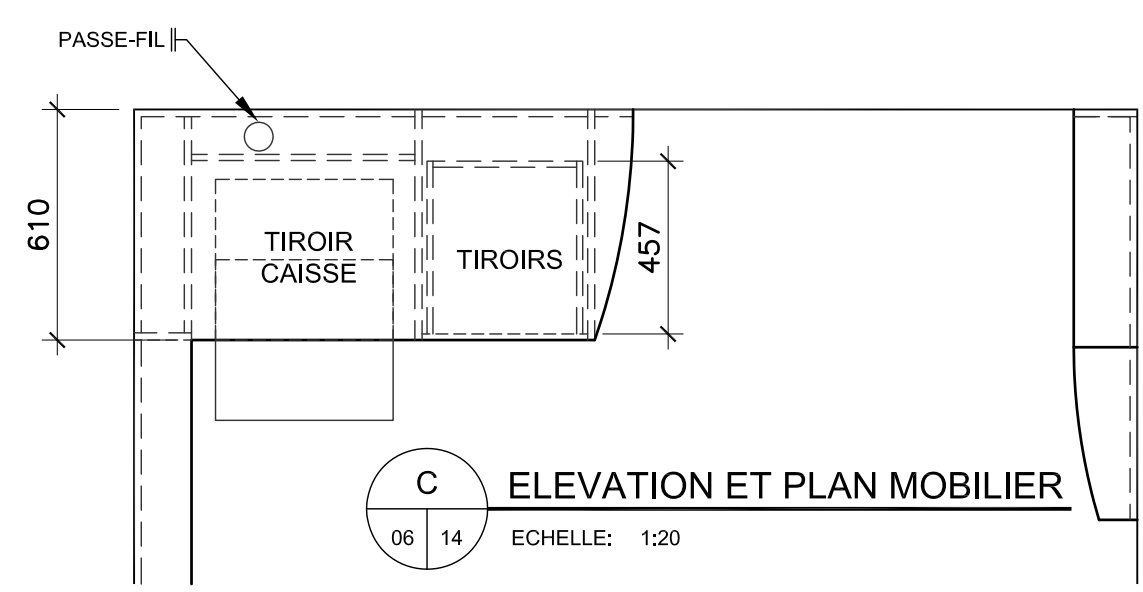 PASSE-FIL
610
TIROIR
CAISSE
TIROIRS
457
C
ELEVATION ET PLAN MOBILIER
06 14
ECHELLE: 1:20